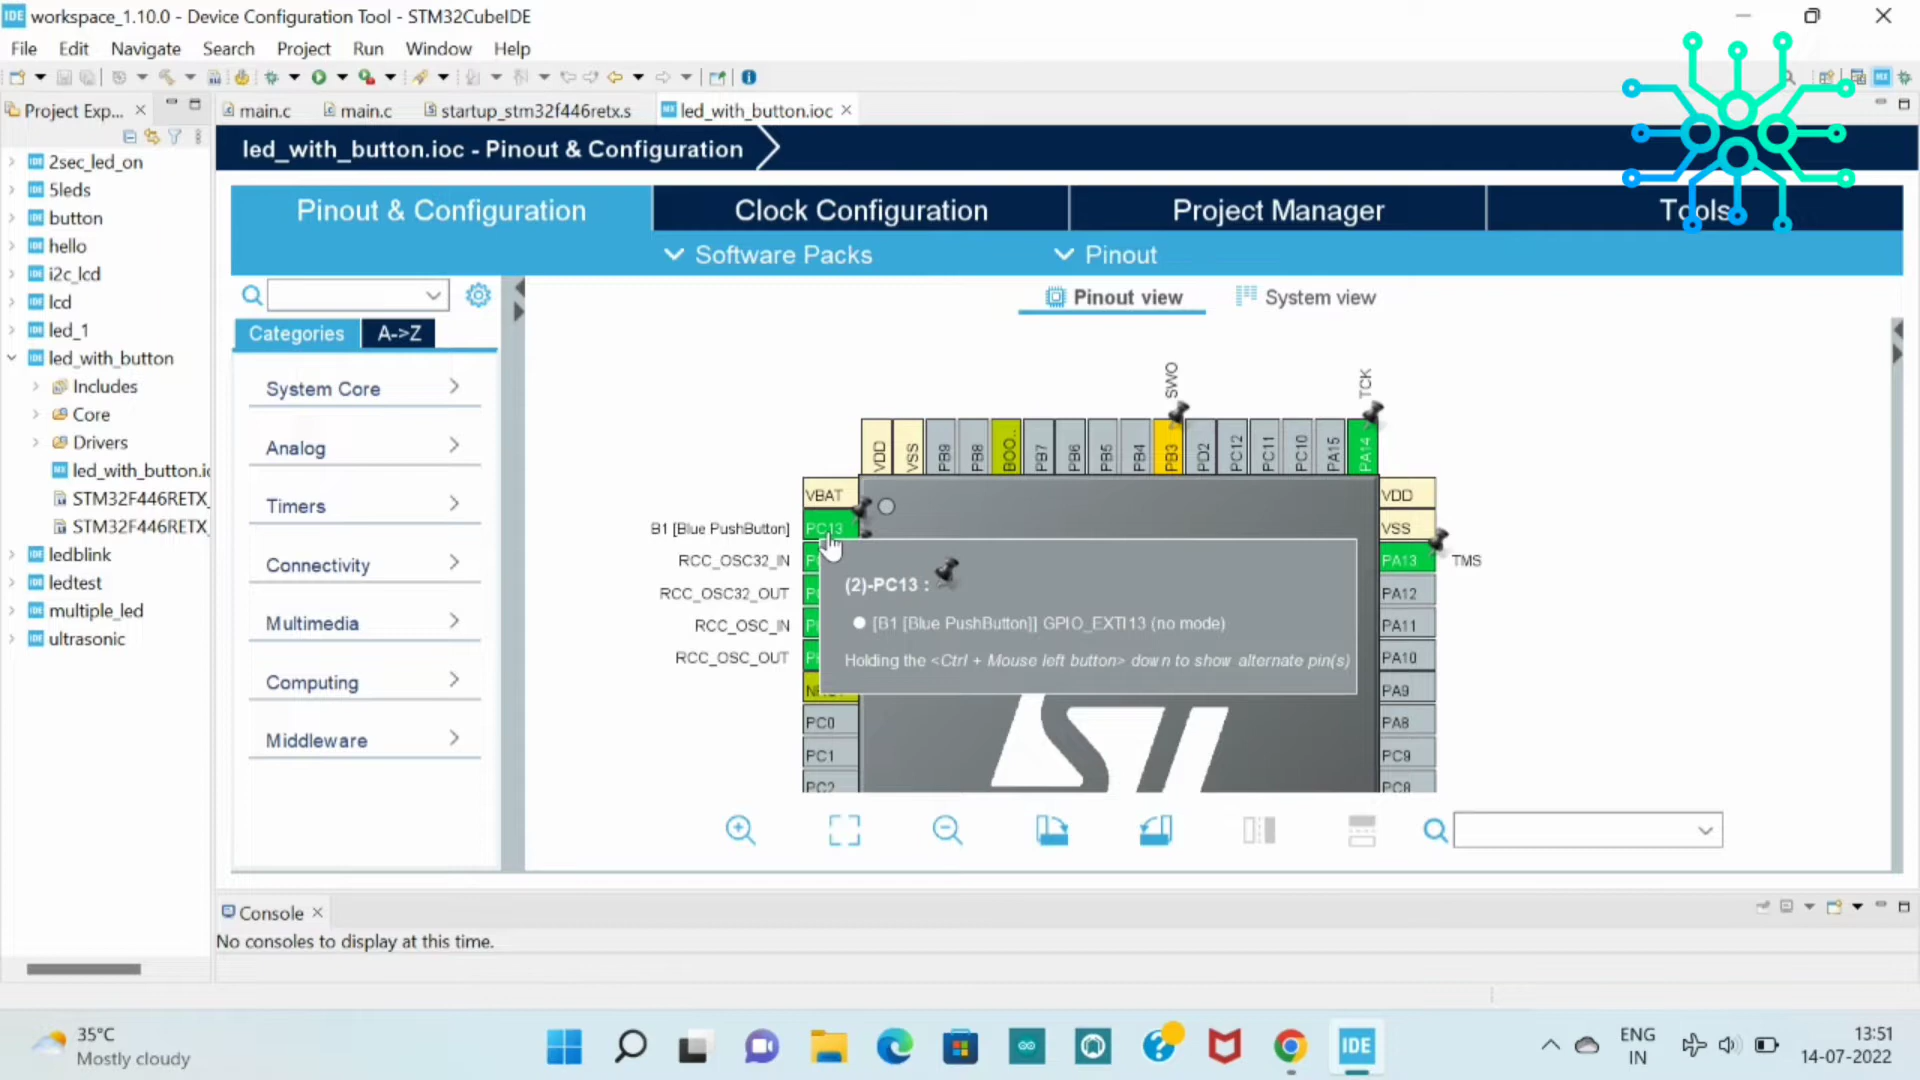 IDE workspace_1.10.0 - Device Configuration Tool - STM32CubeIDE
File Edit Navigate Search Project Run Window Help
Project Exp...
main.c
main.c
startup_stm32f446retx.s
led_with_button.ioc
led_with_button.ioc - Pinout & Configuration
2sec_led_on
5leds
button
hello
i2c_lcd
lcd
led_1
led_with_button
Includes
Core
Drivers
led_with_button.io
STM32F446RETX_
STM32F446RETX_
ledblink
ledtest
multiple_led
ultrasonic
Pinout & Configuration
Clock Configuration
Project Manager
Tools
Software Packs
Pinout
Categories
A->Z
System Core
Analog
Timers
Connectivity
Multimedia
Computing
Middleware
Pinout view
System view
SWO
TCK
VDD
VSS
PB9
PB8
BOO..
PB7
PB6
PB5
PB4
PB3
PD2
PC12
PC11
PC10
PA15
PA14
VBAT
B1 [Blue PushButton]
PC13
RCC_OSC32_IN
RCC_OSC32_OUT
RCC_OSC_IN
RCC_OSC_OUT
PC0
PC1
PC2
(2)-PC13 :
[B1 [Blue PushButton]] GPIO_EXTI13 (no mode)
Holding the <Ctrl + Mouse left button> down to show alternate pin(s)
VDD
VSS
PA13
TMS
PA12
PA11
PA10
PA9
PA8
PC9
PC8
Console
No consoles to display at this time.
35°C
Mostly cloudy
IDE
ENG
IN
13:51
14-07-2022